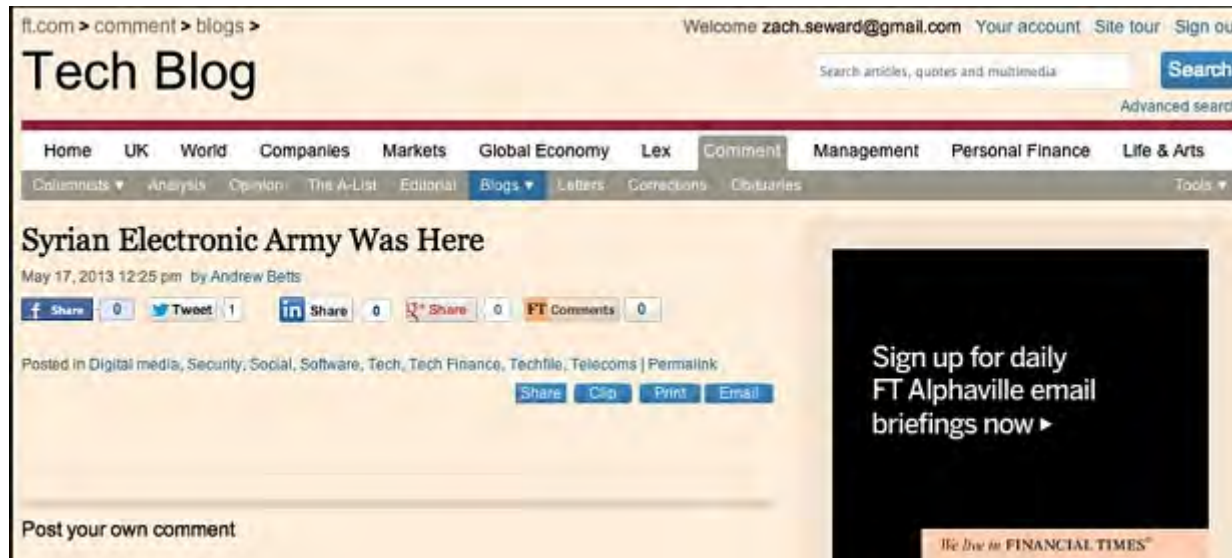 ft.com > comment > blogs >
Welcome zach.seward@gmail.com Your account Site tour Sign ou
Tech Blog
Search articles, quotes and multimedia Search
Advanced search
Home UK World Companies Markets Global Economy Lex Comment Management Personal Finance Life & Arts
Columnists ▾ Analysis Opinion The A-List Editorial Blogs ▾ Letters Corrections Obituaries Tools ▾
Syrian Electronic Army Was Here
May 17, 2013 12:25 pm by Andrew Betts
f Share 0 Tweet 1 in Share 0 g+ Share 0 FT Comments 0
Posted in Digital media, Security, Social, Software, Tech, Tech Finance, Techfile, Telecoms | Permalink
Share Clip Print Email
Sign up for daily
FT Alphaville email
briefings now ▸
Post your own comment
We live in FINANCIAL TIMES®